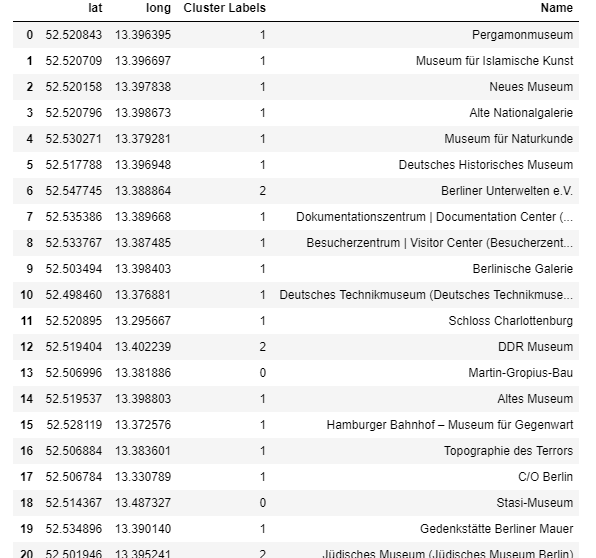 lat long Cluster Labels Name
0 52.520843 13.396395 1 Pergamonmuseum
1 52.520709 13.396697 1 Museum für Islamische Kunst
2 52.520158 13.397838 1 Neues Museum
3 52.520796 13.398673 1 Alte Nationalgalerie
4 52.530271 13.379281 1 Museum für Naturkunde
5 52.517788 13.396948 1 Deutsches Historisches Museum
6 52.547745 13.388864 2 Berliner Unterwelten e.V.
7 52.535386 13.389668 1 Dokumentationszentrum | Documentation Center (...
8 52.533767 13.387485 1 Besucherzentrum | Visitor Center (Besucherzent...
9 52.503494 13.398403 1 Berlinische Galerie
10 52.498460 13.376881 1 Deutsches Technikmuseum (Deutsches Technikmuse...
11 52.520895 13.295667 1 Schloss Charlottenburg
12 52.519404 13.402239 2 DDR Museum
13 52.506996 13.381886 0 Martin-Gropius-Bau
14 52.519537 13.398803 1 Altes Museum
15 52.528119 13.372576 1 Hamburger Bahnhof – Museum für Gegenwart
16 52.506884 13.383601 1 Topographie des Terrors
17 52.506784 13.330789 1 C/O Berlin
18 52.514367 13.487327 0 Stasi-Museum
19 52.534896 13.390140 1 Gedenkstätte Berliner Mauer
20 52.501946 13.395241 2 Jüdisches Museum (Jüdisches Museum Berlin)